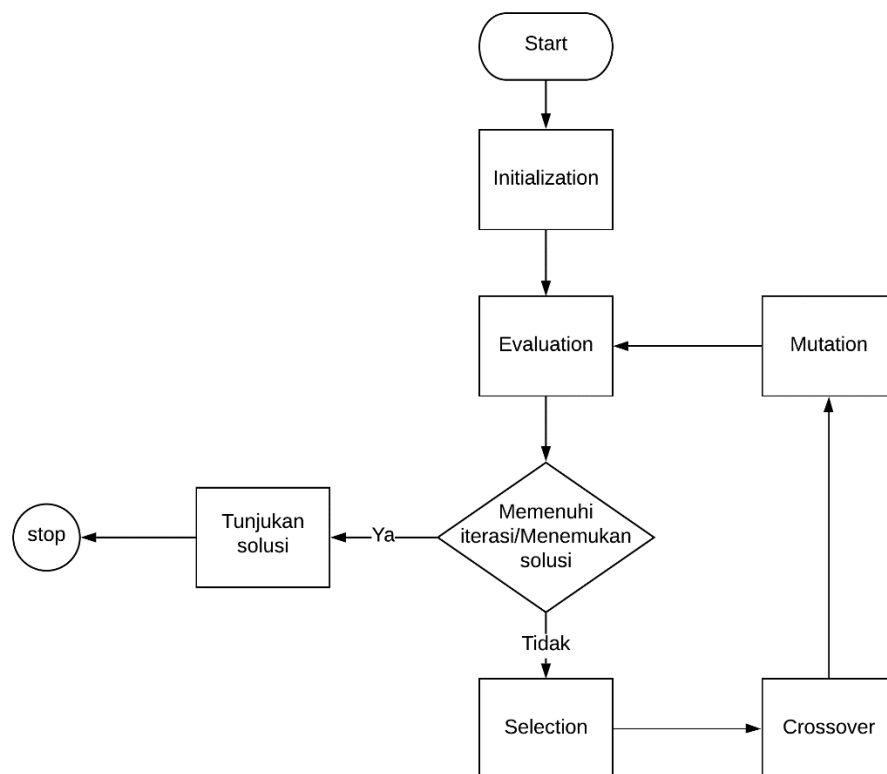 Start
Initialization
Evaluation
Mutation
Memenuhi
iterasi/Menemukan
solusi
Ya
Tunjukan
solusi
stop
Tidak
Selection
Crossover